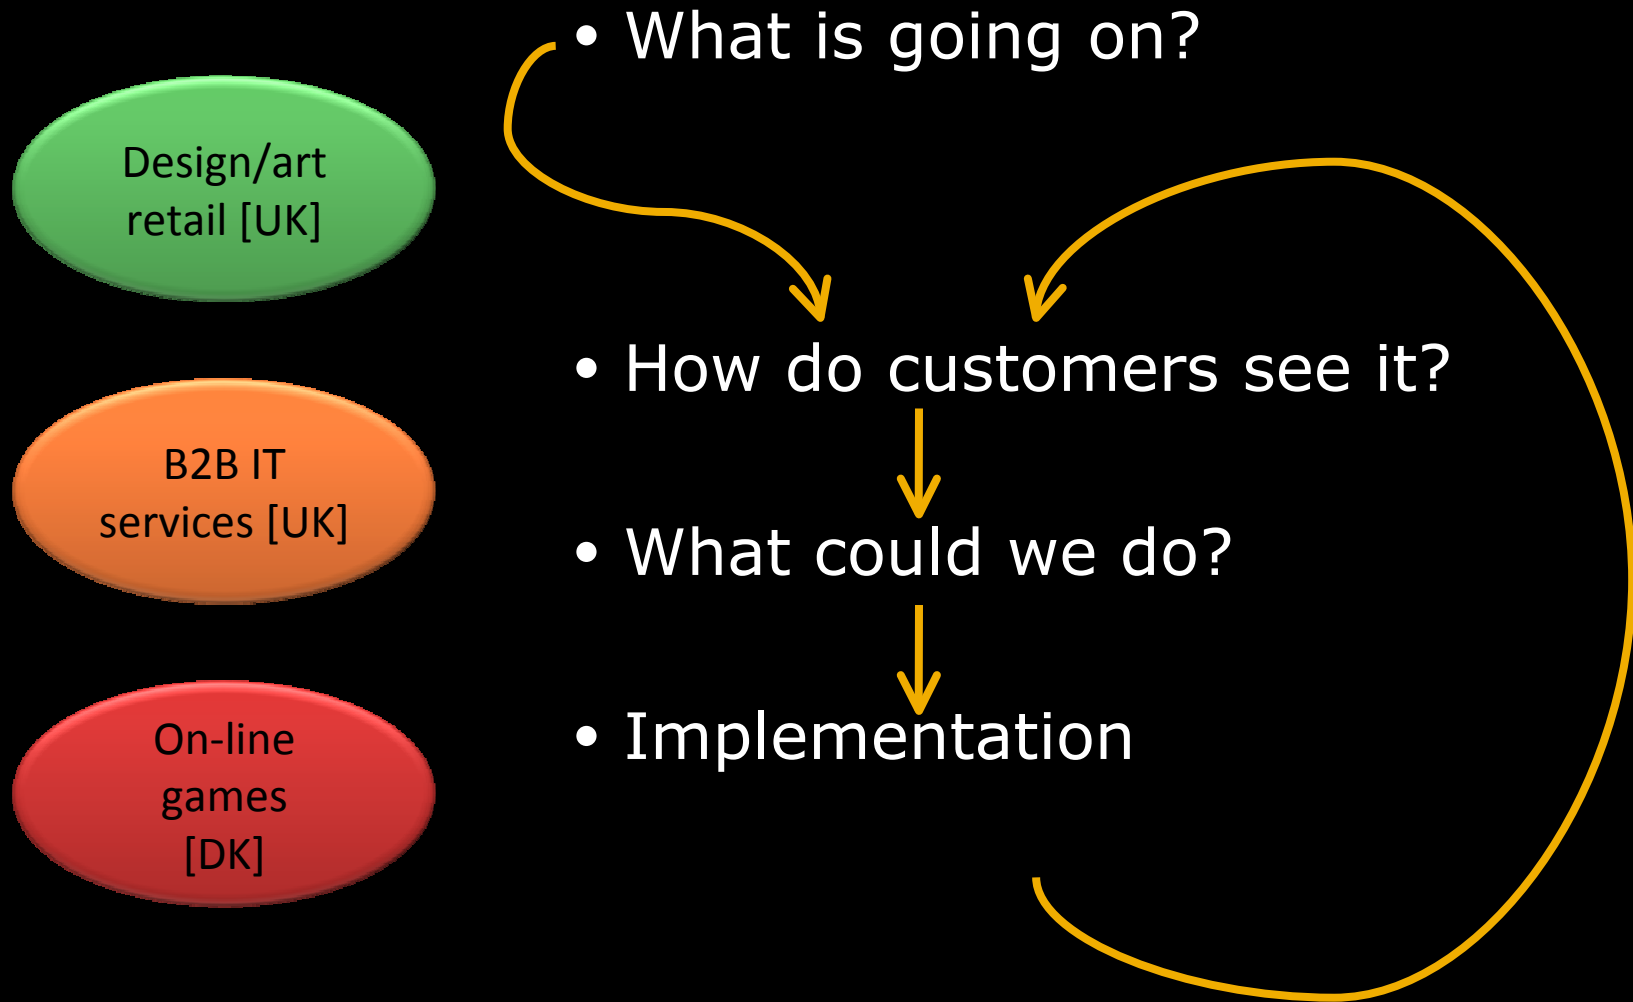 • What is going on?
Design/art
retail [UK]
• How do customers see it?
B2B IT
services [UK]
• What could we do?
On-line
games
[DK]
• Implementation